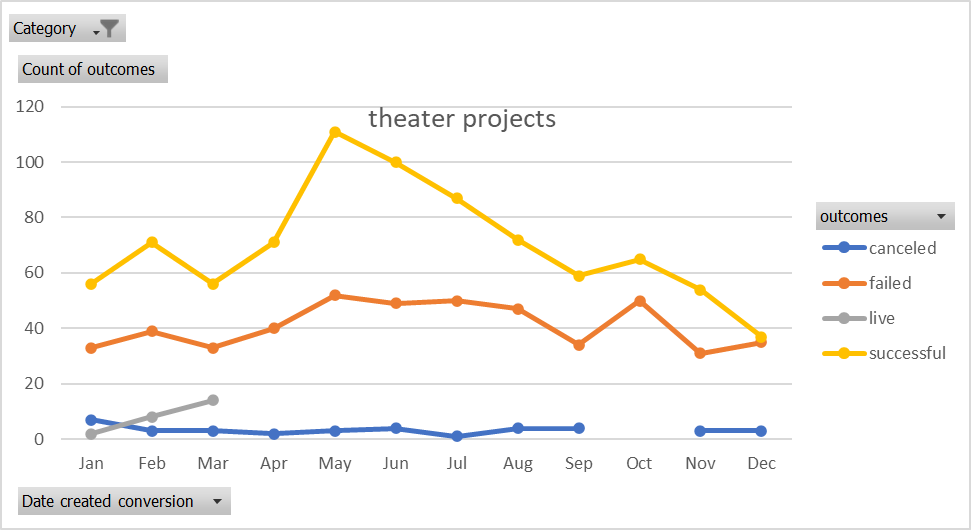 Category
Count of outcomes
theater projects
120
100
80
60
40
20
0
Jan Feb Mar Apr May Jun Jul Aug Sep Oct Nov Dec
outcomes
canceled
failed
live
successful
Date created conversion